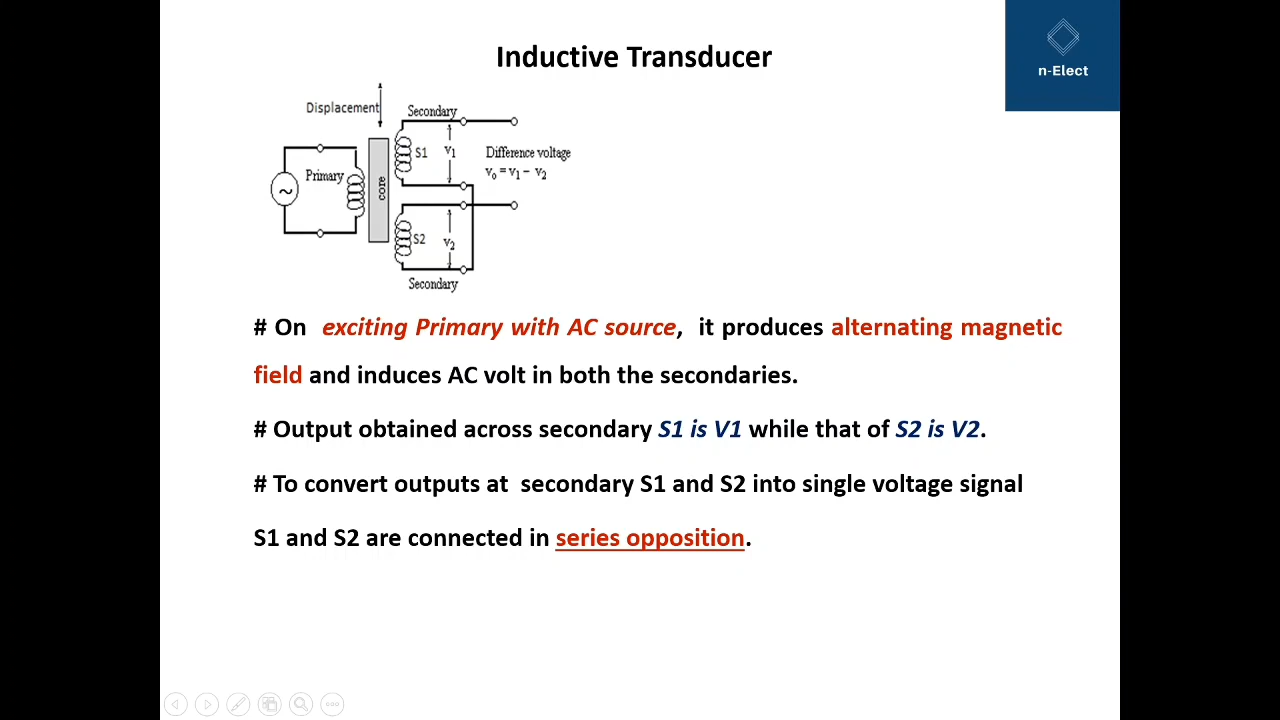 Inductive Transducer
n-Elect
Displacement
Secondary
Primary
core
S1
v1
Difference voltage
vo = v1 - v2
S2
v2
Secondary
# On exciting Primary with AC source, it produces alternating magnetic
field and induces AC volt in both the secondaries.
# Output obtained across secondary S1 is V1 while that of S2 is V2.
# To convert outputs at secondary S1 and S2 into single voltage signal
S1 and S2 are connected in series opposition.